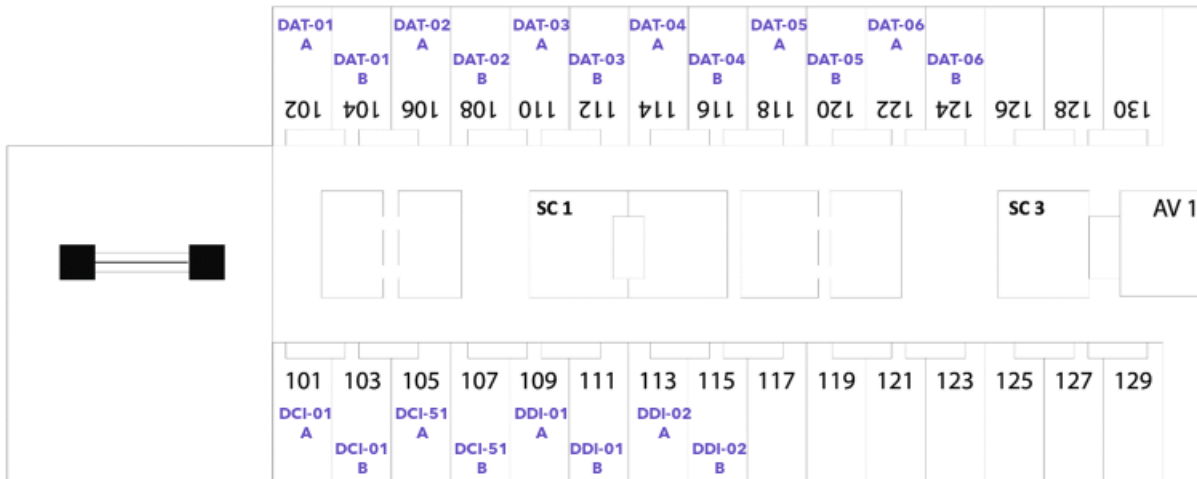 DAT-01 DAT-02 DAT-03 DAT-04 DAT-05 DAT-06
A A A A A A
DAT-01 DAT-02 DAT-03 DAT-04 DAT-05 DAT-06
B B B B B B
102 104 106 108 110 112 114 116 118 120 122 124 126 128 130
SC 1 SC 3 AV 1
101 103 105 107 109 111 113 115 117 119 121 123 125 127 129
DCI-01 DCI-51 DDI-01 DDI-02
A A A A
DCI-01 DCI-51 DDI-01 DDI-02
B B B B